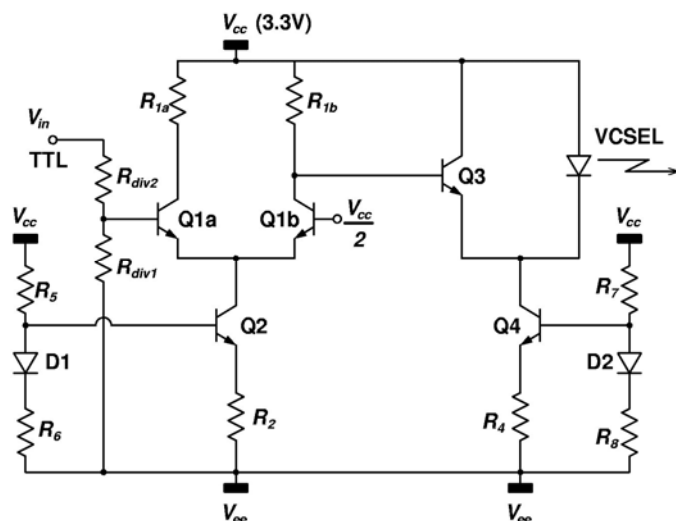 Vcc (3.3V)
R1a
R1b
Vin
TTL
VCSEL
Rdiv2
Q3
Vcc
Q1a
Q1b
Vcc/2
Vcc
R5
Rdiv1
R7
Q2
Q4
D1
D2
R6
R2
R4
R8
Vee
Vee